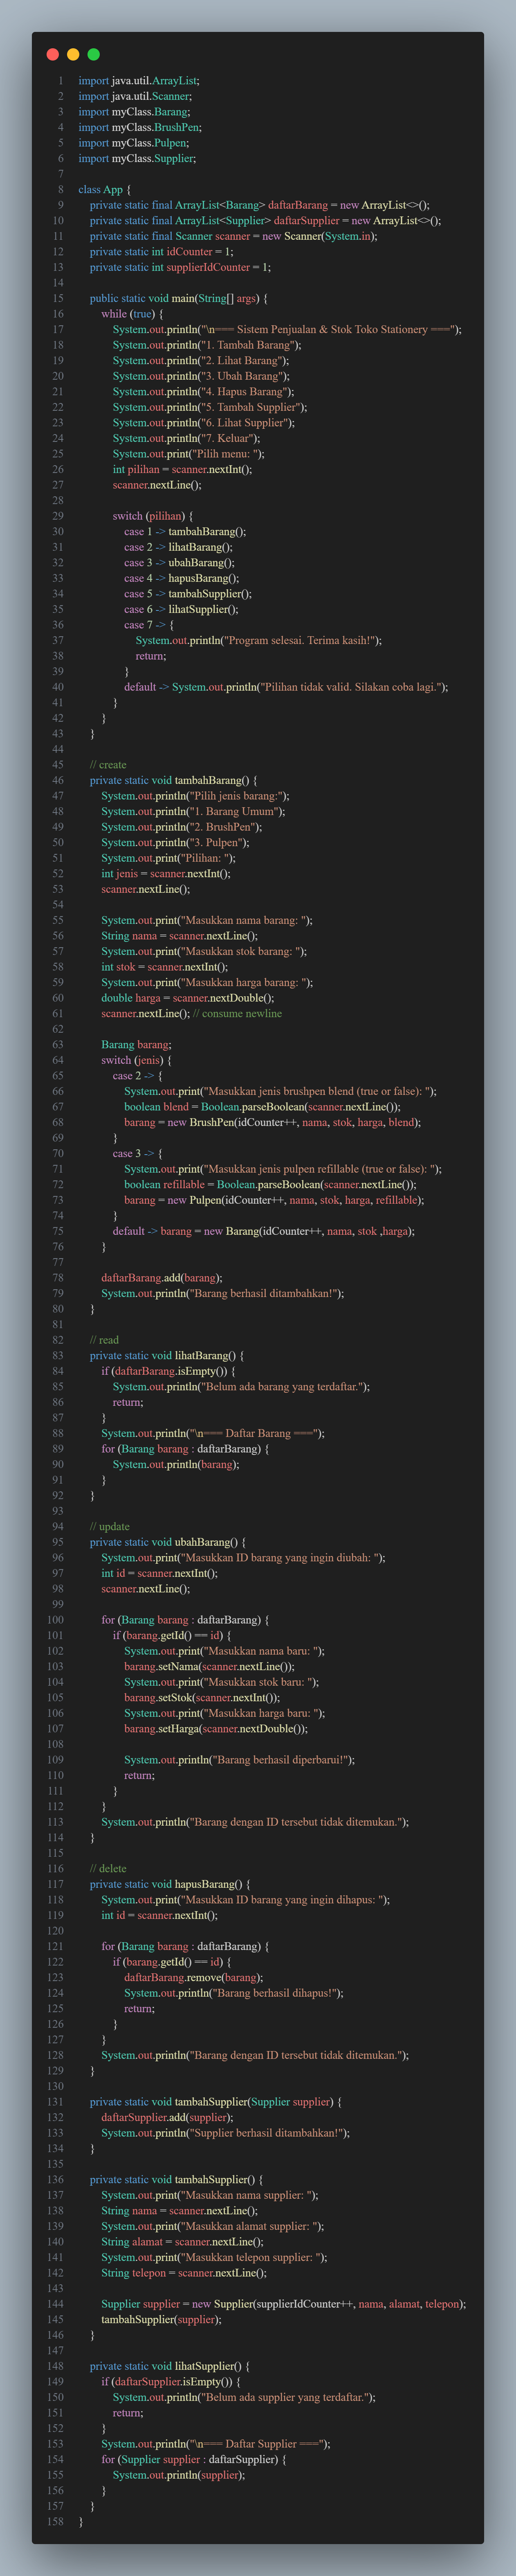 1 import java.util.ArrayList;
2 import java.util.Scanner;
3 import myClass.Barang;
4 import myClass.BrushPen;
5 import myClass.Pulpen;
6 import myClass.Supplier;
7
8 class App {
9     private static final ArrayList<Barang> daftarBarang = new ArrayList<>();
10     private static final ArrayList<Supplier> daftarSupplier = new ArrayList<>();
11     private static final Scanner scanner = new Scanner(System.in);
12     private static int idCounter = 1;
13     private static int supplierIdCounter = 1;
14
15     public static void main(String[] args) {
16         while (true) {
17             System.out.println("\n=== Sistem Penjualan & Stok Toko Stationery ===");
18             System.out.println("1. Tambah Barang");
19             System.out.println("2. Lihat Barang");
20             System.out.println("3. Ubah Barang");
21             System.out.println("4. Hapus Barang");
22             System.out.println("5. Tambah Supplier");
23             System.out.println("6. Lihat Supplier");
24             System.out.println("7. Keluar");
25             System.out.print("Pilih menu: ");
26             int pilihan = scanner.nextInt();
27             scanner.nextLine();
28
29             switch (pilihan) {
30                 case 1 -> tambahBarang();
31                 case 2 -> lihatBarang();
32                 case 3 -> ubahBarang();
33                 case 4 -> hapusBarang();
34                 case 5 -> tambahSupplier();
35                 case 6 -> lihatSupplier();
36                 case 7 -> {
37                     System.out.println("Program selesai. Terima kasih!");
38                     return;
39                 }
40                 default -> System.out.println("Pilihan tidak valid. Silakan coba lagi.");
41             }
42         }
43     }
44
45     // create
46     private static void tambahBarang() {
47         System.out.println("Pilih jenis barang:");
48         System.out.println("1. Barang Umum");
49         System.out.println("2. BrushPen");
50         System.out.println("3. Pulpen");
51         System.out.print("Pilihan: ");
52         int jenis = scanner.nextInt();
53         scanner.nextLine();
54
55         System.out.print("Masukkan nama barang: ");
56         String nama = scanner.nextLine();
57         System.out.print("Masukkan stok barang: ");
58         int stok = scanner.nextInt();
59         System.out.print("Masukkan harga barang: ");
60         double harga = scanner.nextDouble();
61         scanner.nextLine(); // consume newline
62
63         Barang barang;
64         switch (jenis) {
65             case 2 -> {
66                 System.out.print("Masukkan jenis brushpen blend (true or false): ");
67                 boolean blend = Boolean.parseBoolean(scanner.nextLine());
68                 barang = new BrushPen(idCounter++, nama, stok, harga, blend);
69             }
70             case 3 -> {
71                 System.out.print("Masukkan jenis pulpen refillable (true or false): ");
72                 boolean refillable = Boolean.parseBoolean(scanner.nextLine());
73                 barang = new Pulpen(idCounter++, nama, stok, harga, refillable);
74             }
75             default -> barang = new Barang(idCounter++, nama, stok ,harga);
76         }
77
78         daftarBarang.add(barang);
79         System.out.println("Barang berhasil ditambahkan!");
80     }
81
82     // read
83     private static void lihatBarang() {
84         if (daftarBarang.isEmpty()) {
85             System.out.println("Belum ada barang yang terdaftar.");
86             return;
87         }
88         System.out.println("\n=== Daftar Barang ===");
89         for (Barang barang : daftarBarang) {
90             System.out.println(barang);
91         }
92     }
93
94     // update
95     private static void ubahBarang() {
96         System.out.print("Masukkan ID barang yang ingin diubah: ");
97         int id = scanner.nextInt();
98         scanner.nextLine();
99
100         for (Barang barang : daftarBarang) {
101             if (barang.getId() == id) {
102                 System.out.print("Masukkan nama baru: ");
103                 barang.setNama(scanner.nextLine());
104                 System.out.print("Masukkan stok baru: ");
105                 barang.setStok(scanner.nextInt());
106                 System.out.print("Masukkan harga baru: ");
107                 barang.setHarga(scanner.nextDouble());
108
109                 System.out.println("Barang berhasil diperbarui!");
110                 return;
111             }
112         }
113         System.out.println("Barang dengan ID tersebut tidak ditemukan.");
114     }
115
116     // delete
117     private static void hapusBarang() {
118         System.out.print("Masukkan ID barang yang ingin dihapus: ");
119         int id = scanner.nextInt();
120
121         for (Barang barang : daftarBarang) {
122             if (barang.getId() == id) {
123                 daftarBarang.remove(barang);
124                 System.out.println("Barang berhasil dihapus!");
125                 return;
126             }
127         }
128         System.out.println("Barang dengan ID tersebut tidak ditemukan.");
129     }
130
131     private static void tambahSupplier(Supplier supplier) {
132         daftarSupplier.add(supplier);
133         System.out.println("Supplier berhasil ditambahkan!");
134     }
135
136     private static void tambahSupplier() {
137         System.out.print("Masukkan nama supplier: ");
138         String nama = scanner.nextLine();
139         System.out.print("Masukkan alamat supplier: ");
140         String alamat = scanner.nextLine();
141         System.out.print("Masukkan telepon supplier: ");
142         String telepon = scanner.nextLine();
143
144         Supplier supplier = new Supplier(supplierIdCounter++, nama, alamat, telepon);
145         tambahSupplier(supplier);
146     }
147
148     private static void lihatSupplier() {
149         if (daftarSupplier.isEmpty()) {
150             System.out.println("Belum ada supplier yang terdaftar.");
151             return;
152         }
153         System.out.println("\n=== Daftar Supplier ===");
154         for (Supplier supplier : daftarSupplier) {
155             System.out.println(supplier);
156         }
157     }
158 }